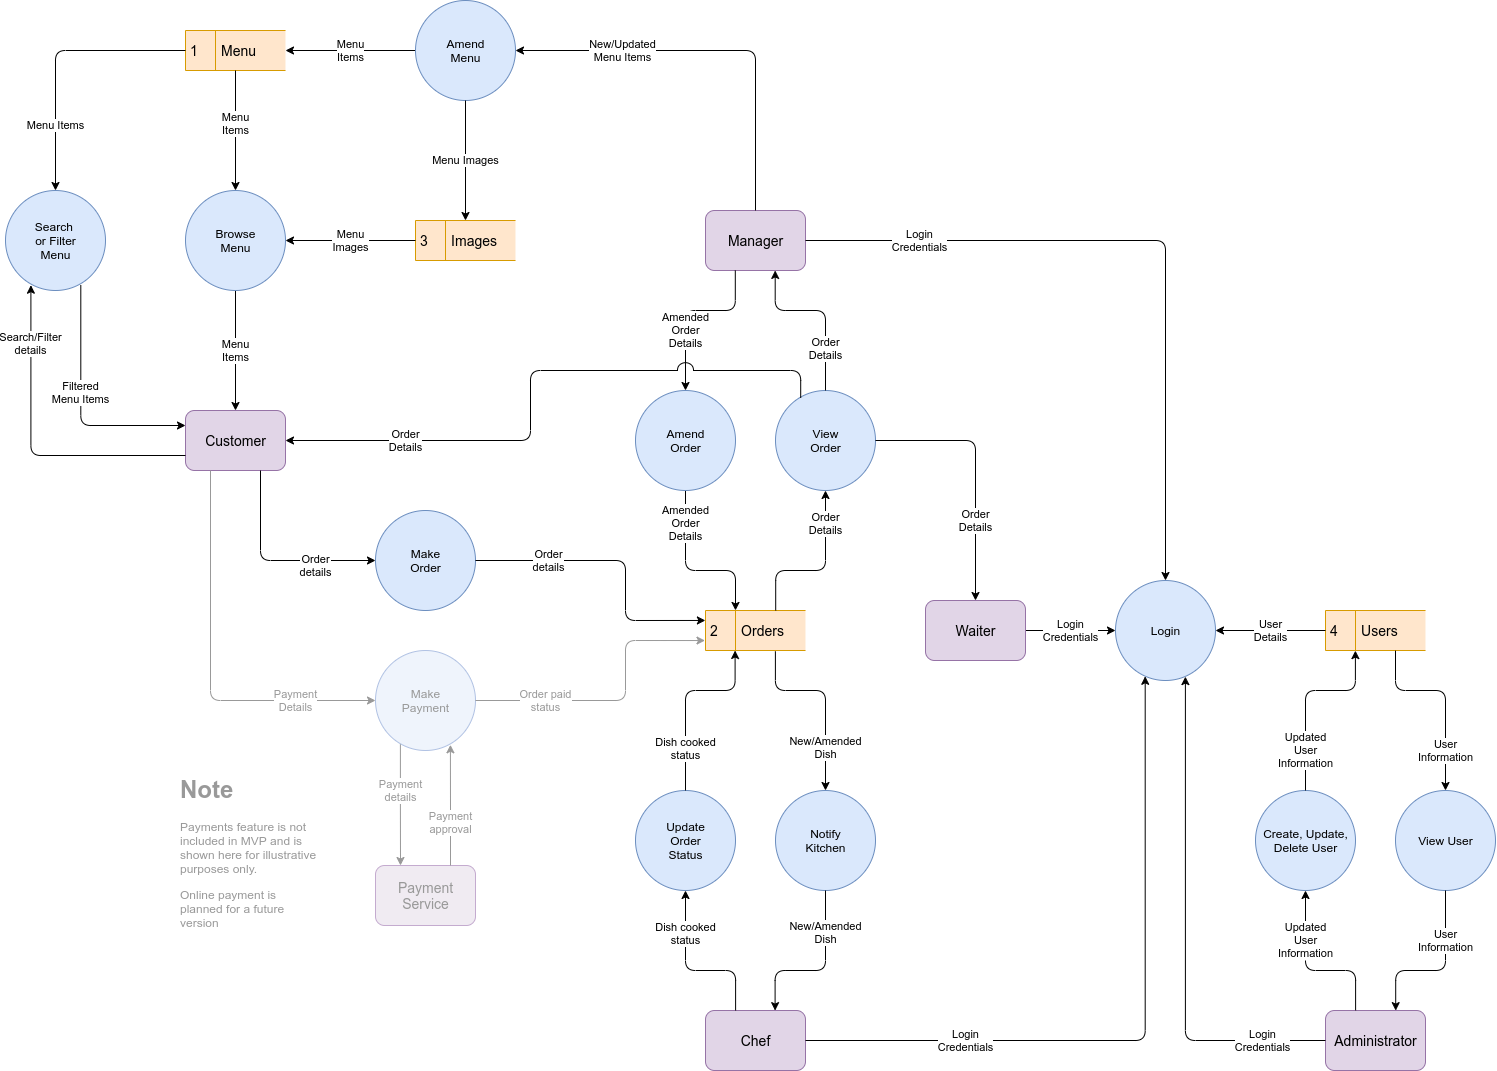 1
Menu
Menu
Items
Amend
Menu
New/Updated
Menu Items
Menu Items
Menu
Items
Menu Images
Search
or Filter
Menu
Browse
Menu
Menu
Images
3
Images
Manager
Login
Credentials
Search/Filter
details
Menu
Items
Amended
Order
Details
Order
Details
Filtered
Menu Items
Customer
Order
Details
Amend
Order
View
Order
Amended
Order
Details
Order
Details
Order
Details
Order
details
Make
Order
Order
details
2
Orders
Waiter
Login
Credentials
Login
User
Details
4
Users
Payment
Details
Make
Payment
Order paid
status
Dish cooked
status
New/Amended
Dish
Updated
User
Information
User
Information
Note
Payment
details
Payment
approval
Payments feature is not
included in MVP and is
shown here for illustrative
purposes only.
Online payment is
planned for a future
version
Payment
Service
Update
Order
Status
Notify
Kitchen
Create, Update,
Delete User
View User
Dish cooked
status
New/Amended
Dish
Updated
User
Information
User
Information
Chef
Login
Credentials
Login
Credentials
Administrator